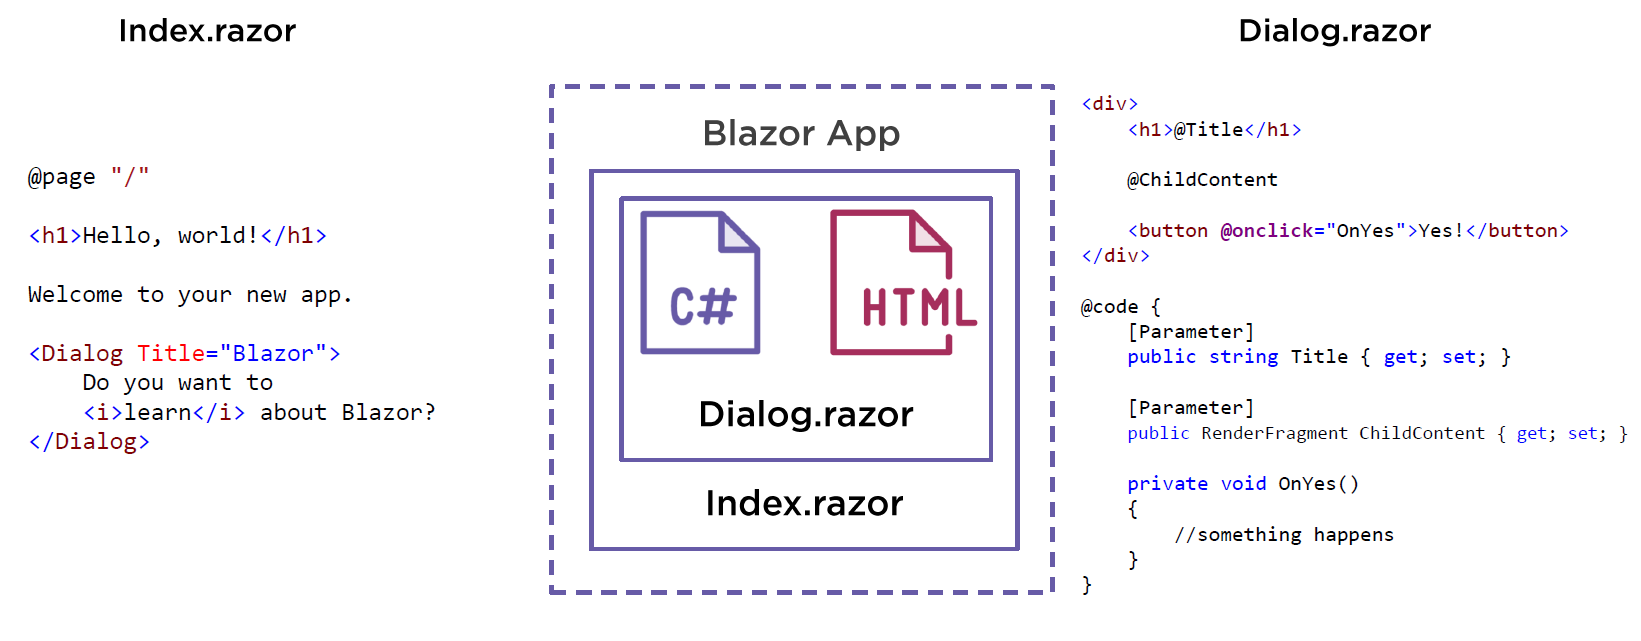 Index.razor
@page "/"
<h1>Hello, world!</h1>
Welcome to your new app.
<Dialog Title="Blazor">
    Do you want to
    <i>learn</i> about Blazor?
</Dialog>
Blazor App
C#
HTML
Dialog.razor
Index.razor
Dialog.razor
<div>
    <h1>@Title</h1>
    @ChildContent
    <button @onclick="OnYes">Yes!</button>
</div>
@code {
    [Parameter]
    public string Title { get; set; }
    [Parameter]
    public RenderFragment ChildContent { get; set; }
    private void OnYes()
    {
        //something happens
    }
}